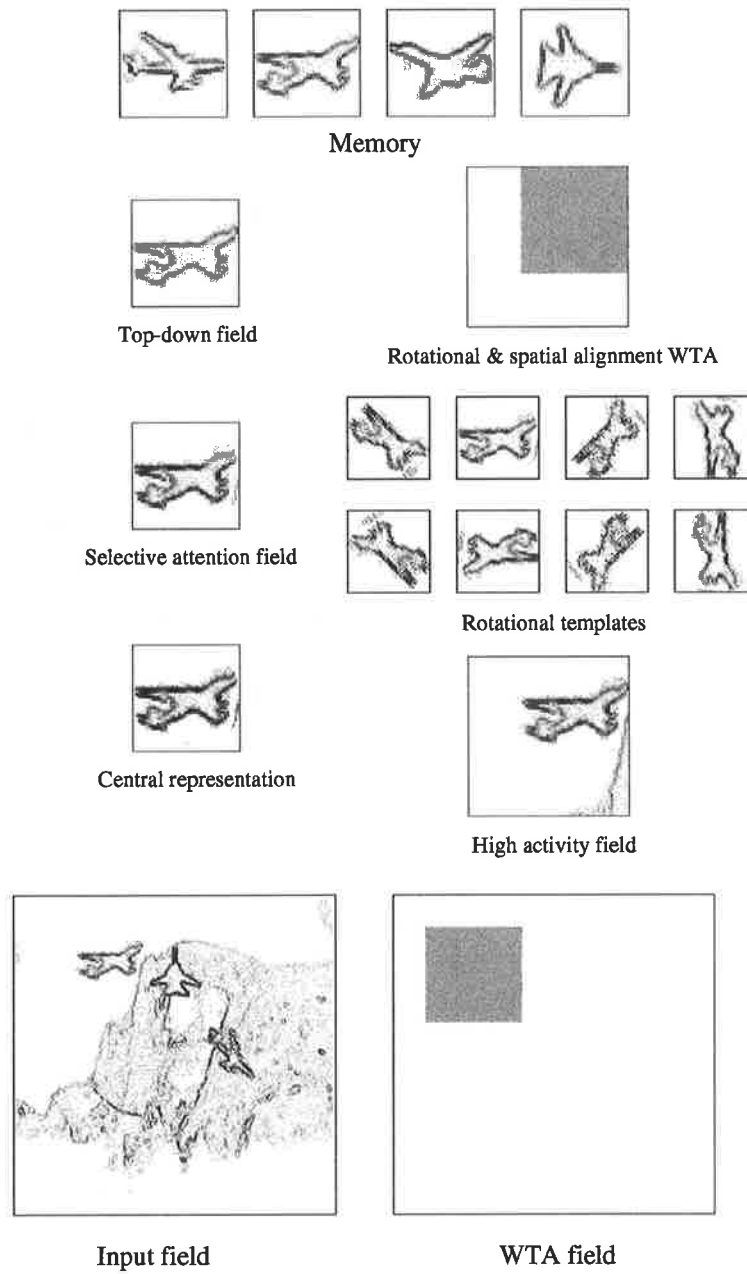 Memory
Top-down field
Rotational & spatial alignment WTA
Selective attention field
Rotational templates
Central representation
High activity field
Input field
WTA field